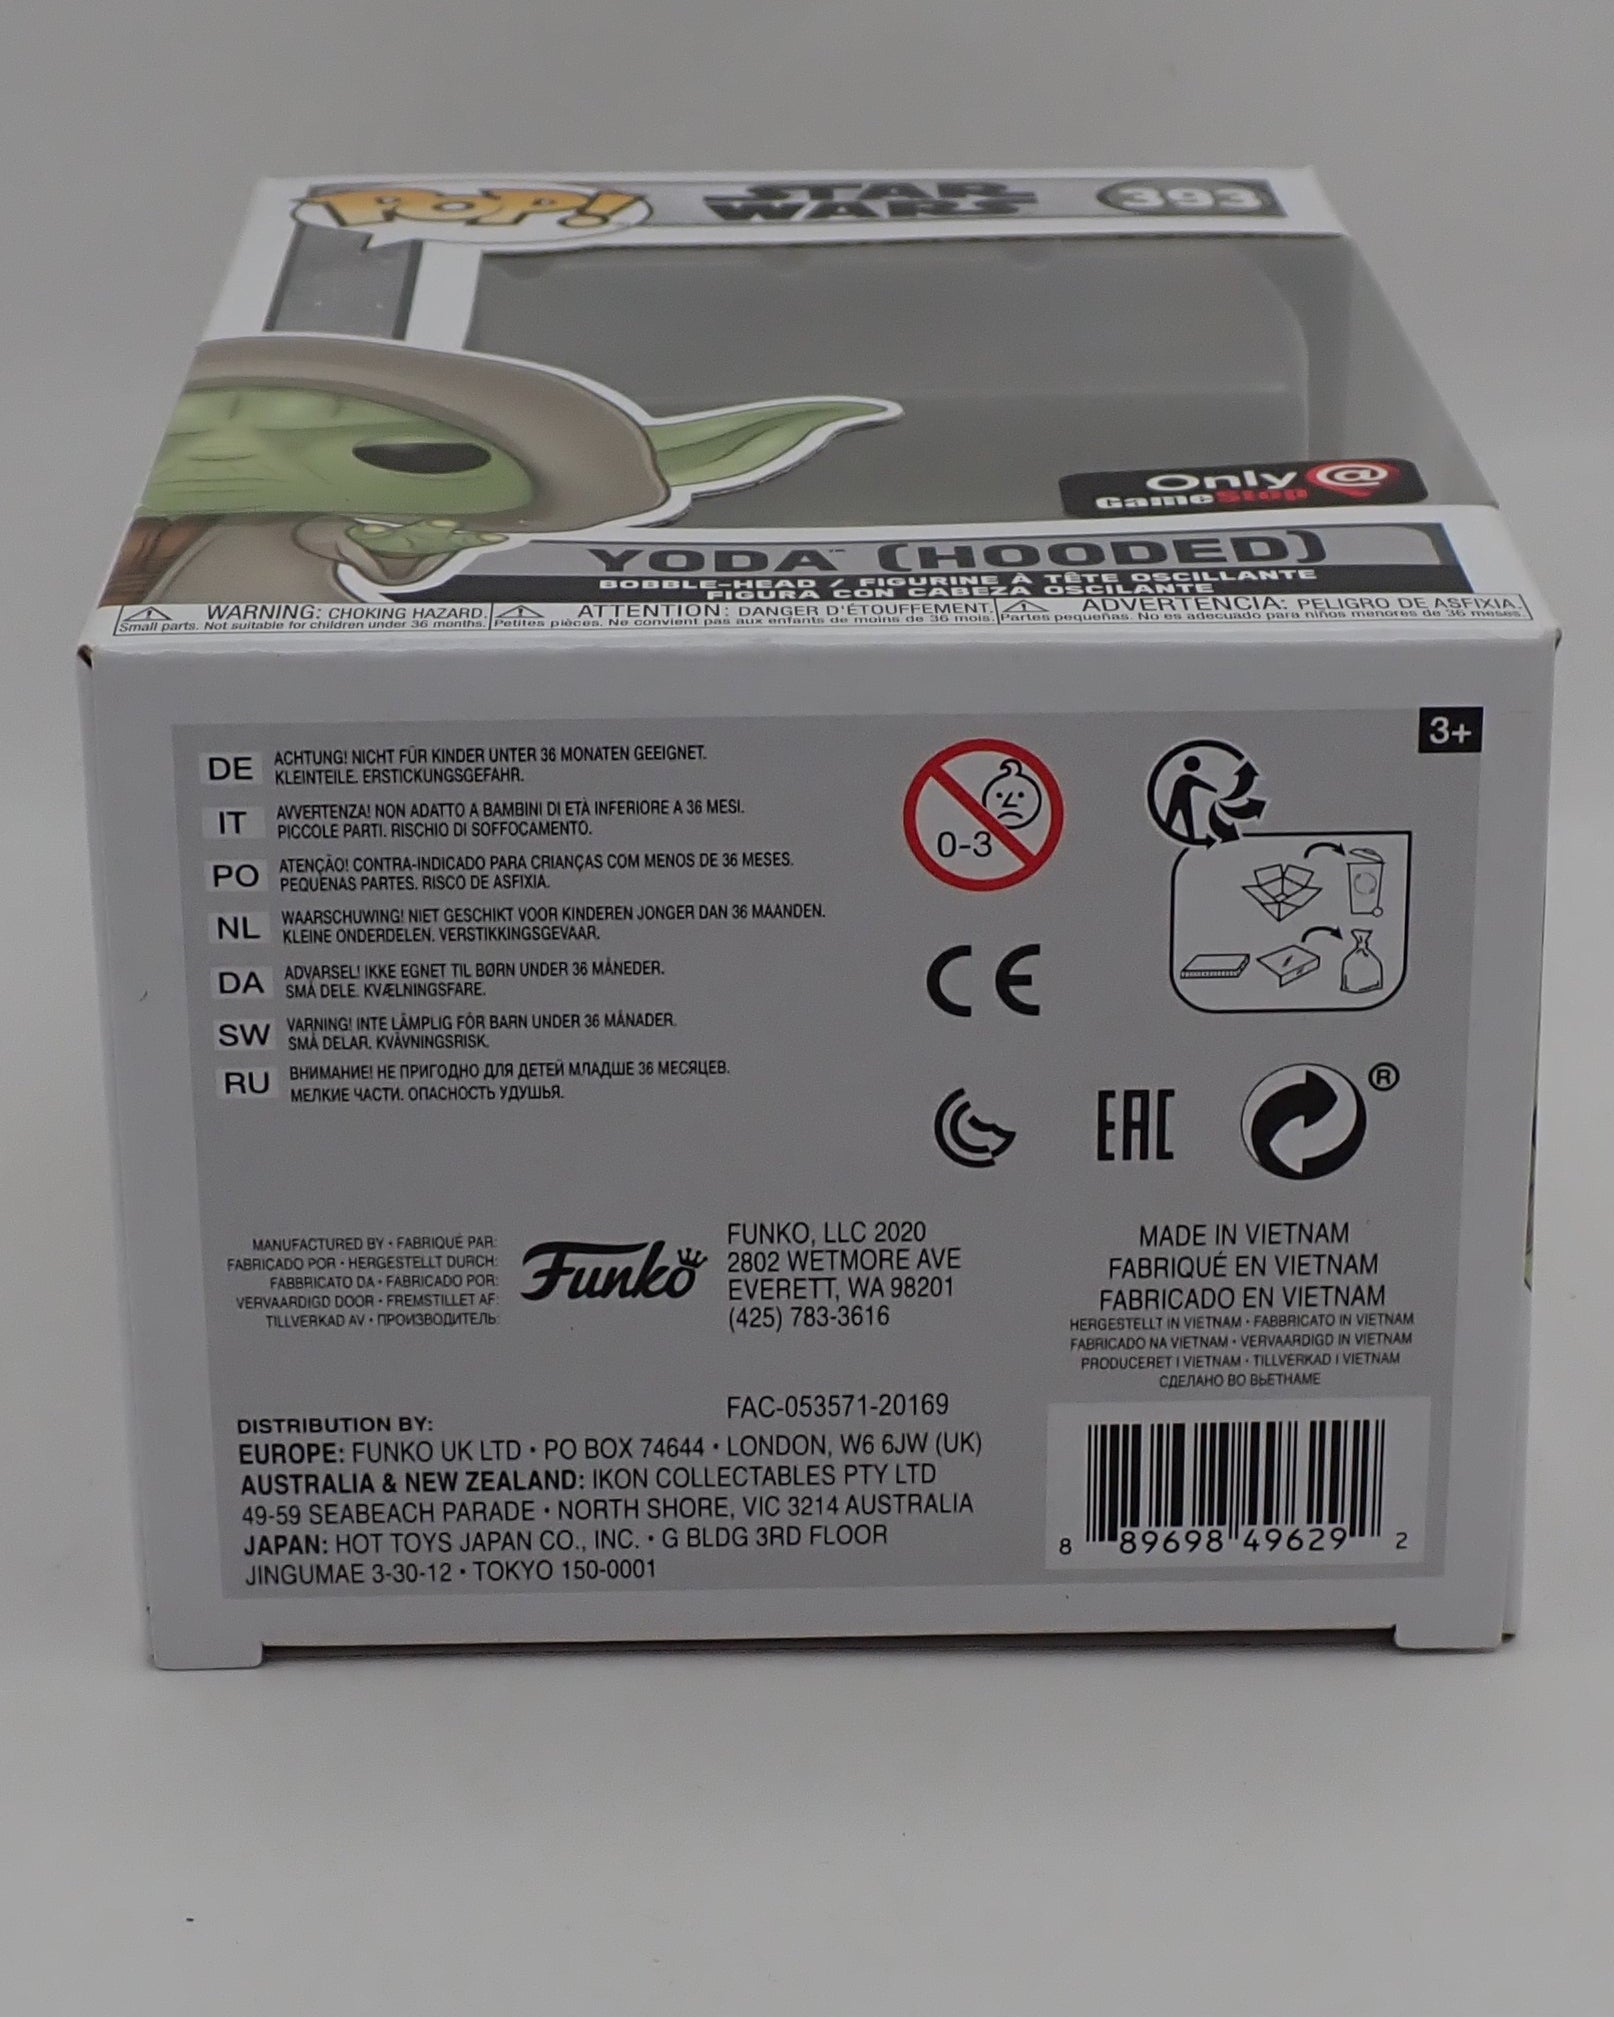 POP!
STAR WARS
393
Only @
GameStop
YODA™ (HOODED)
BOBBLE-HEAD / FIGURINE À TÊTE OSCILLANTE
FIGURA CON CABEZA OSCILANTE
WARNING: CHOKING HAZARD.
Small parts. Not suitable for children under 36 months.
ATTENTION: DANGER D'ÉTOUFFEMENT.
Petites pièces. Ne convient pas aux enfants de moins de 36 mois.
ADVERTENCIA: PELIGRO DE ASFIXIA.
Partes pequeñas. No es adecuado para niños menores de 36 meses.
3+
DE ACHTUNG! NICHT FÜR KINDER UNTER 36 MONATEN GEEIGNET.
KLEINTEILE. ERSTICKUNGSGEFAHR.
IT AVVERTENZA! NON ADATTO A BAMBINI DI ETÀ INFERIORE A 36 MESI.
PICCOLE PARTI. RISCHIO DI SOFFOCAMENTO.
PO ATENÇÃO! CONTRA-INDICADO PARA CRIANÇAS COM MENOS DE 36 MESES.
PEQUENAS PARTES. RISCO DE ASFIXIA.
NL WAARSCHUWING! NIET GESCHIKT VOOR KINDEREN JONGER DAN 36 MAANDEN.
KLEINE ONDERDELEN. VERSTIKKINGSGEVAAR.
DA ADVARSEL! IKKE EGNET TIL BØRN UNDER 36 MÅNEDER.
SMÅ DELE. KVÆLNINGSFARE.
SW VARNING! INTE LÄMPLIG FÖR BARN UNDER 36 MÅNADER.
SMÅ DELAR. KVÄVNINGSRISK.
RU ВНИМАНИЕ! НЕ ПРИГОДНО ДЛЯ ДЕТЕЙ МЛАДШЕ 36 МЕСЯЦЕВ.
МЕЛКИЕ ЧАСТИ. ОПАСНОСТЬ УДУШЬЯ.
0-3
CE
EAC
®
MANUFACTURED BY • FABRIQUÉ PAR:
FABRICADO POR • HERGESTELLT DURCH:
FABBRICATO DA • FABRICADO POR:
VERVAARDIGD DOOR • FREMSTILLET AF:
TILLVERKAD AV • ПРОИЗВОДИТЕЛЬ:
Funko
FUNKO, LLC 2020
2802 WETMORE AVE
EVERETT, WA 98201
(425) 783-3616
MADE IN VIETNAM
FABRIQUÉ EN VIETNAM
FABRICADO EN VIETNAM
HERGESTELLT IN VIETNAM • FABBRICATO IN VIETNAM
FABRICADO NA VIETNAM • VERVAARDIGD IN VIETNAM
PRODUCERET I VIETNAM • TILLVERKAD I VIETNAM
СДЕЛАНО ВО ВЬЕТНАМЕ
FAC-053571-20169
DISTRIBUTION BY:
EUROPE: FUNKO UK LTD • PO BOX 74644 • LONDON, W6 6JW (UK)
AUSTRALIA & NEW ZEALAND: IKON COLLECTABLES PTY LTD
49-59 SEABEACH PARADE • NORTH SHORE, VIC 3214 AUSTRALIA
JAPAN: HOT TOYS JAPAN CO., INC. • G BLDG 3RD FLOOR
JINGUMAE 3-30-12 • TOKYO 150-0001
8 89698 49629 2